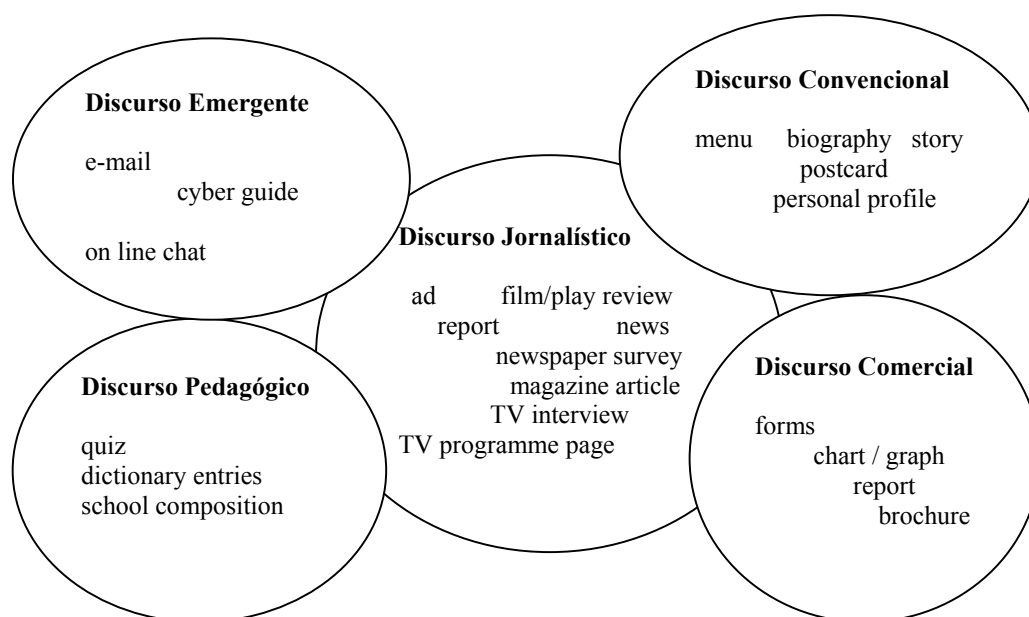 Discurso Emergente
e-mail
cyber guide
on line chat
Discurso Convencional
menu biography story
postcard
personal profile
Discurso Jornalístico
ad film/play review
report news
newspaper survey
magazine article
TV interview
TV programme page
Discurso Pedagógico
quiz
dictionary entries
school composition
Discurso Comercial
forms
chart / graph
report
brochure